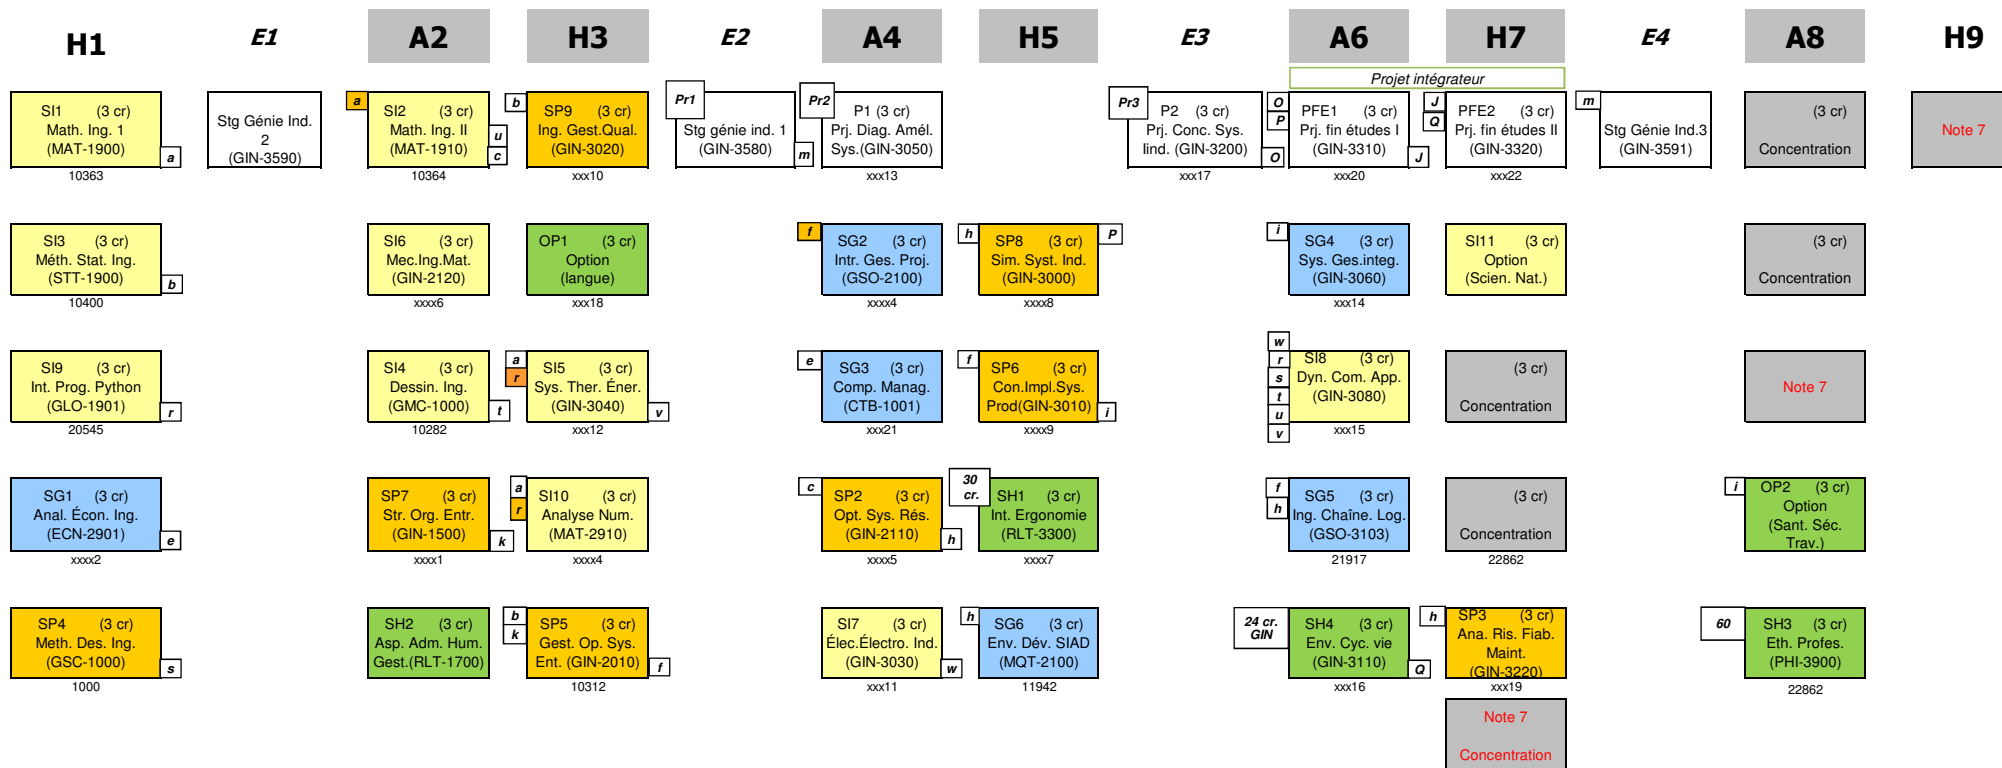 H1
E1
A2
H3
E2
A4
H5
E3
A6
H7
E4
A8
H9
Projet intégrateur
SI1 (3 cr)
Math. Ing. 1
(MAT-1900)
a
10363
Stg Génie Ind.
2
(GIN-3590)
a
SI2 (3 cr)
Math. Ing. II
(MAT-1910)
u
c
10364
b
SP9 (3 cr)
Ing. Gest.Qual.
(GIN-3020)
xxx10
Pr1
Stg génie ind. 1
(GIN-3580)
m
Pr2
P1 (3 cr)
Prj. Diag. Amél.
Sys.(GIN-3050)
xxx13
Pr3
P2 (3 cr)
Prj. Conc. Sys.
Iind. (GIN-3200)
O
xxx17
O
P
PFE1 (3 cr)
Prj. fin études I
(GIN-3310)
J
xxx20
J
Q
PFE2 (3 cr)
Prj. fin études II
(GIN-3320)
xxx22
m
Stg Génie Ind.3
(GIN-3591)
(3 cr)
Concentration
Note 7
SI3 (3 cr)
Méth. Stat. Ing.
(STT-1900)
b
10400
SI6 (3 cr)
Mec.Ing.Mat.
(GIN-2120)
xxxx6
OP1 (3 cr)
Option
(langue)
xxx18
f
SG2 (3 cr)
Intr. Ges. Proj.
(GSO-2100)
xxxx4
h
SP8 (3 cr)
Sim. Syst. Ind.
(GIN-3000)
P
xxxx8
i
SG4 (3 cr)
Sys. Ges.integ.
(GIN-3060)
xxx14
SI11 (3 cr)
Option
(Scien. Nat.)
(3 cr)
Concentration
SI9 (3 cr)
Int. Prog. Python
(GLO-1901)
r
20545
SI4 (3 cr)
Dessin. Ing.
(GMC-1000)
t
10282
a
r
SI5 (3 cr)
Sys. Ther. Éner.
(GIN-3040)
v
xxx12
e
SG3 (3 cr)
Comp. Manag.
(CTB-1001)
xxx21
f
SP6 (3 cr)
Con.Impl.Sys.
Prod(GIN-3010)
i
xxxx9
w
r
s
t
u
v
SI8 (3 cr)
Dyn. Com. App.
(GIN-3080)
xxx15
(3 cr)
Concentration
Note 7
SG1 (3 cr)
Anal. Écon. Ing.
(ECN-2901)
e
xxxx2
SP7 (3 cr)
Str. Org. Entr.
(GIN-1500)
k
xxxx1
a
r
SI10 (3 cr)
Analyse Num.
(MAT-2910)
xxxx4
c
SP2 (3 cr)
Opt. Sys. Rés.
(GIN-2110)
h
xxxx5
30
cr.
SH1 (3 cr)
Int. Ergonomie
(RLT-3300)
xxxx7
f
h
SG5 (3 cr)
Ing. Chaîne. Log.
(GSO-3103)
21917
(3 cr)
Concentration
22862
i
OP2 (3 cr)
Option
(Sant. Séc.
Trav.)
SP4 (3 cr)
Meth. Des. Ing.
(GSC-1000)
s
1000
SH2 (3 cr)
Asp. Adm. Hum.
Gest.(RLT-1700)
b
k
SP5 (3 cr)
Gest. Op. Sys.
Ent. (GIN-2010)
f
10312
SI7 (3 cr)
Élec.Électro. Ind.
(GIN-3030)
w
xxx11
h
SG6 (3 cr)
Env. Dév. SIAD
(MQT-2100)
11942
24 cr.
GIN
SH4 (3 cr)
Env. Cyc. vie
(GIN-3110)
Q
xxx16
h
SP3 (3 cr)
Ana. Ris. Fiab.
Maint.
(GIN-3220)
xxx19
60
SH3 (3 cr)
Eth. Profes.
(PHI-3900)
22862
Note 7
Concentration